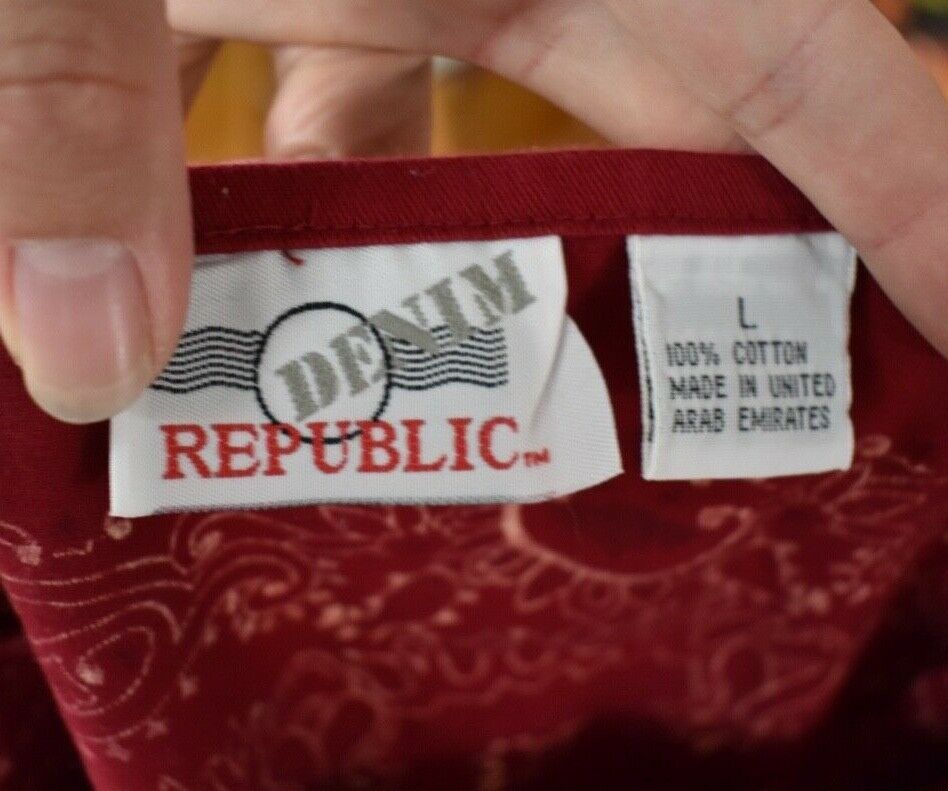 DENIM
REPUBLIC™
L
100% COTTON
MADE IN UNITED
ARAB EMIRATES